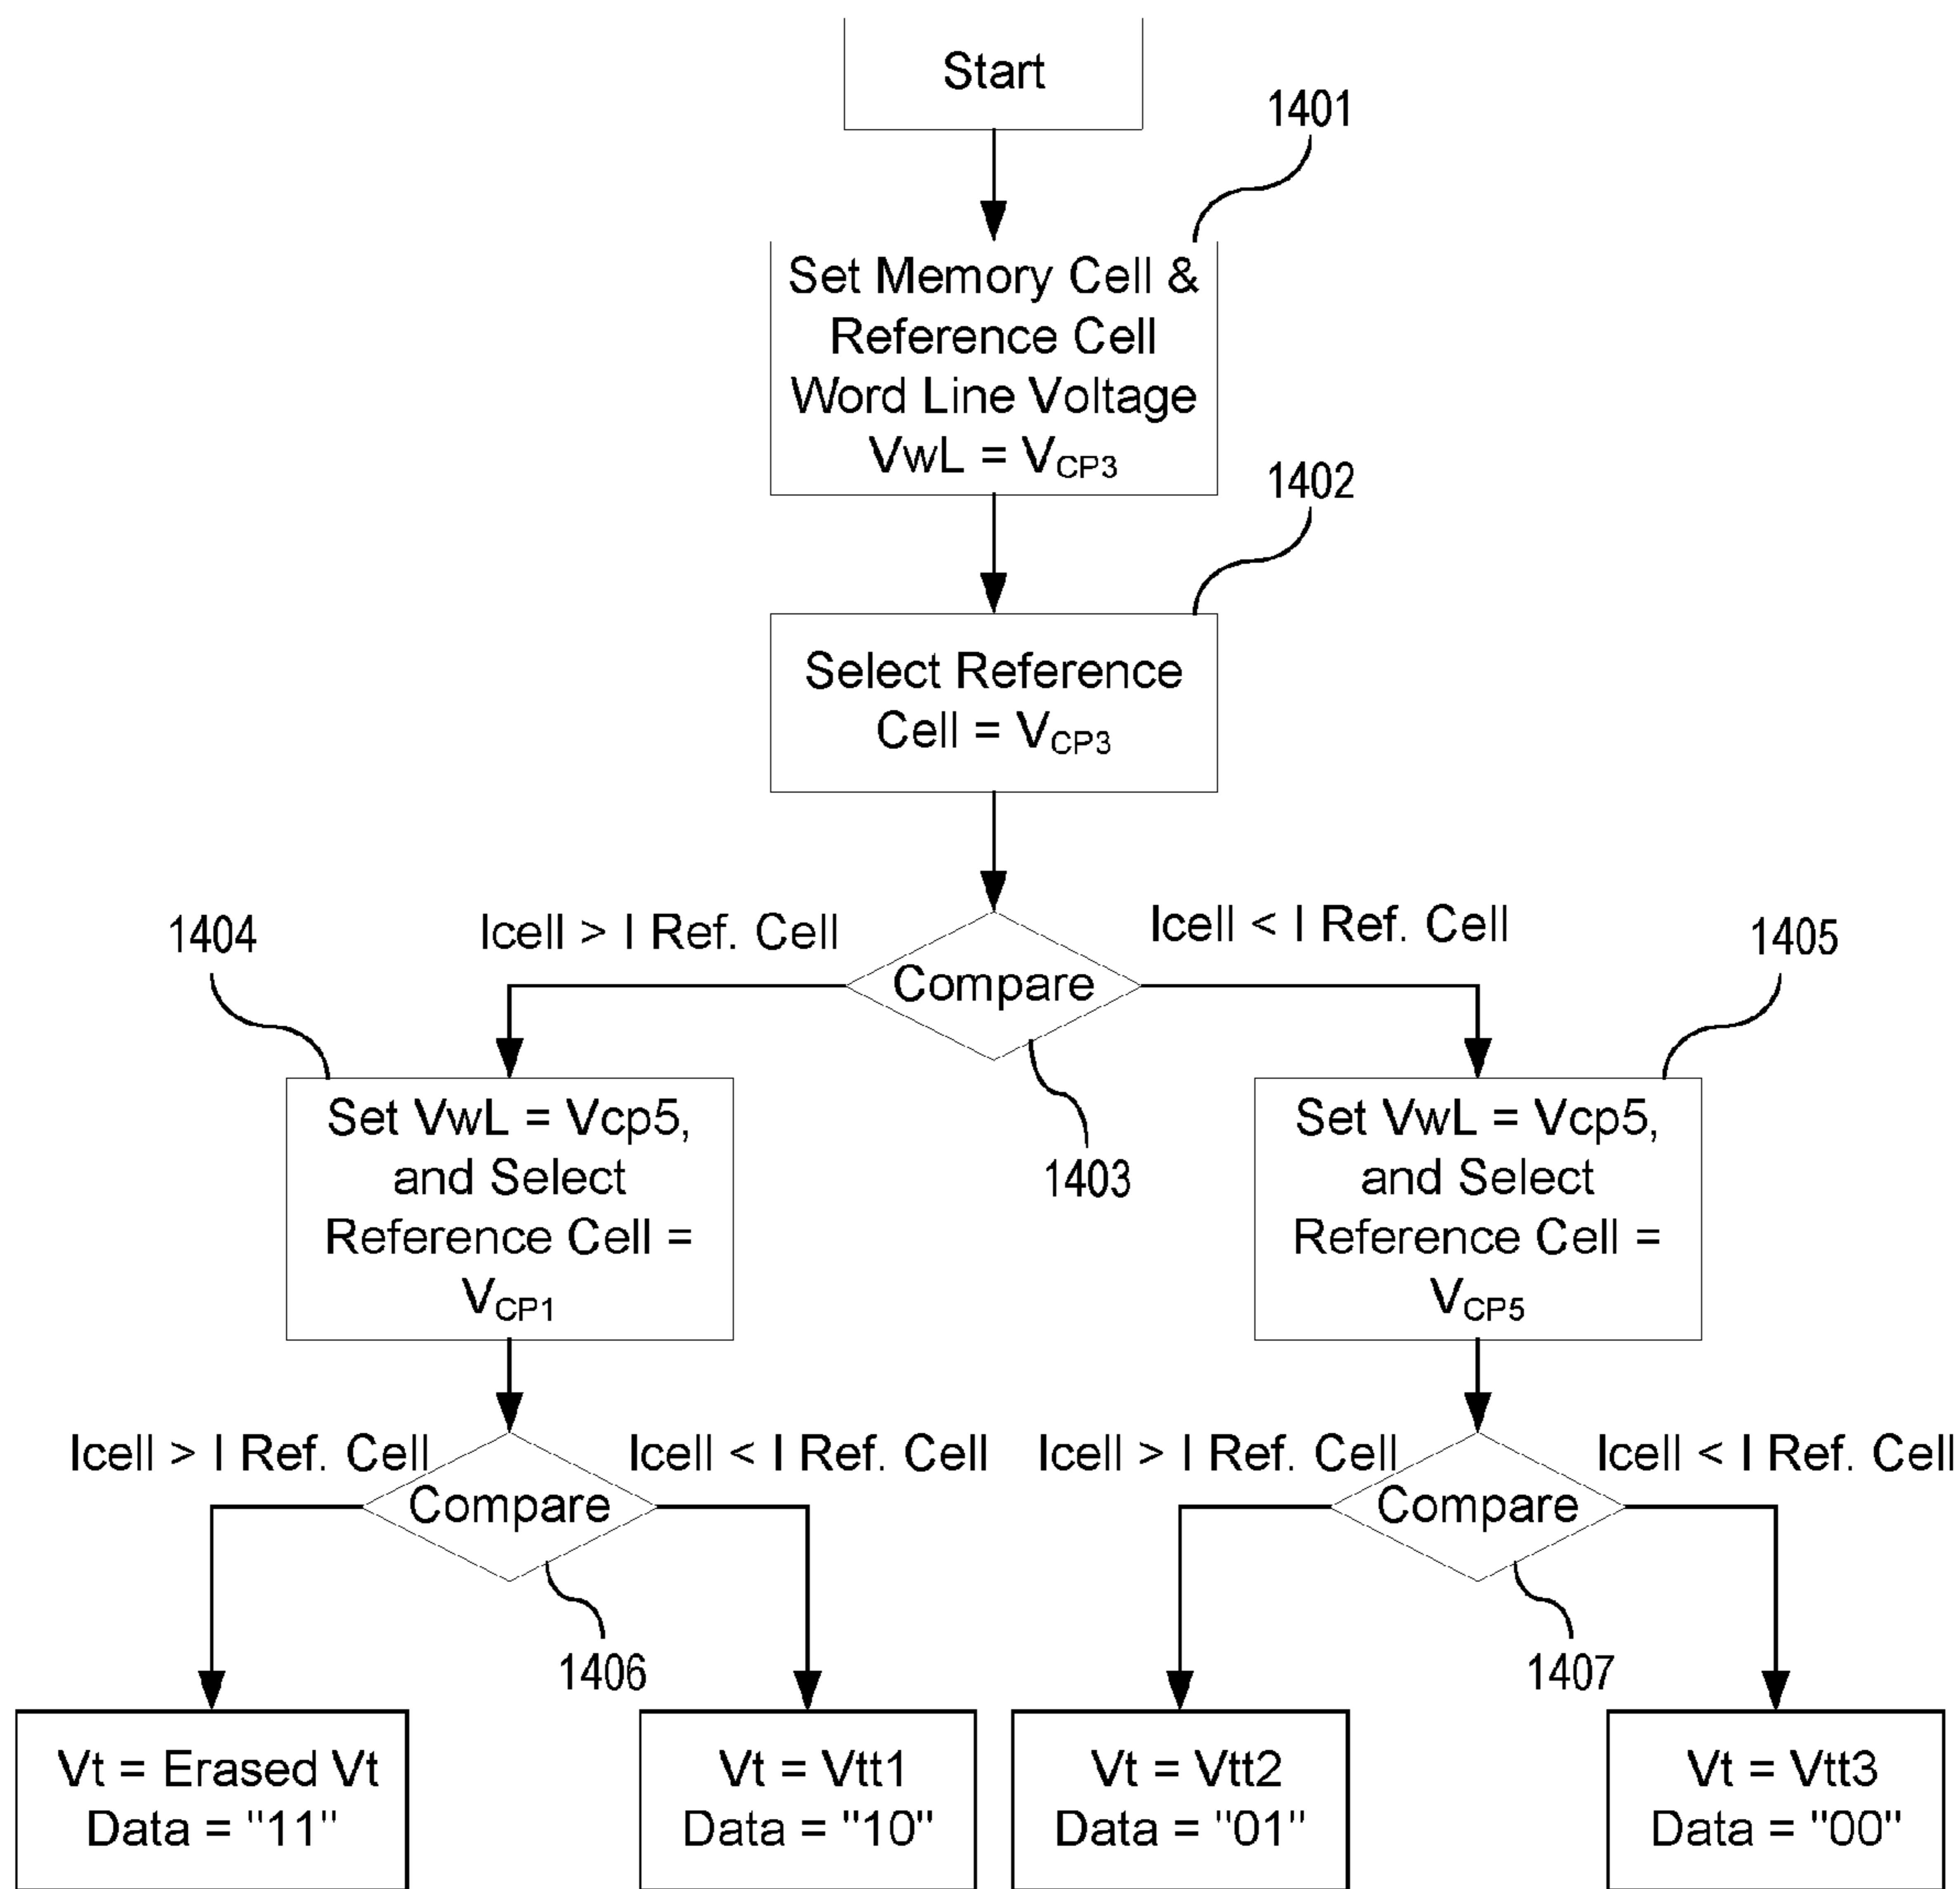 Start
1401
Set Memory Cell &
Reference Cell
Word Line Voltage
VwL = VCP3
1402
Select Reference
Cell = VCP3
1404
Icell > I Ref. Cell
Icell < I Ref. Cell
1405
Compare
1403
Set VwL = Vcp5,
and Select
Reference Cell =
VCP1
Set VwL = Vcp5,
and Select
Reference Cell =
VCP5
Icell > I Ref. Cell
Icell < I Ref. Cell
Compare
1406
Icell > I Ref. Cell
Icell < I Ref. Cell
Compare
1407
Vt = Erased Vt
Data = "11"
Vt = Vtt1
Data = "10"
Vt = Vtt2
Data = "01"
Vt = Vtt3
Data = "00"